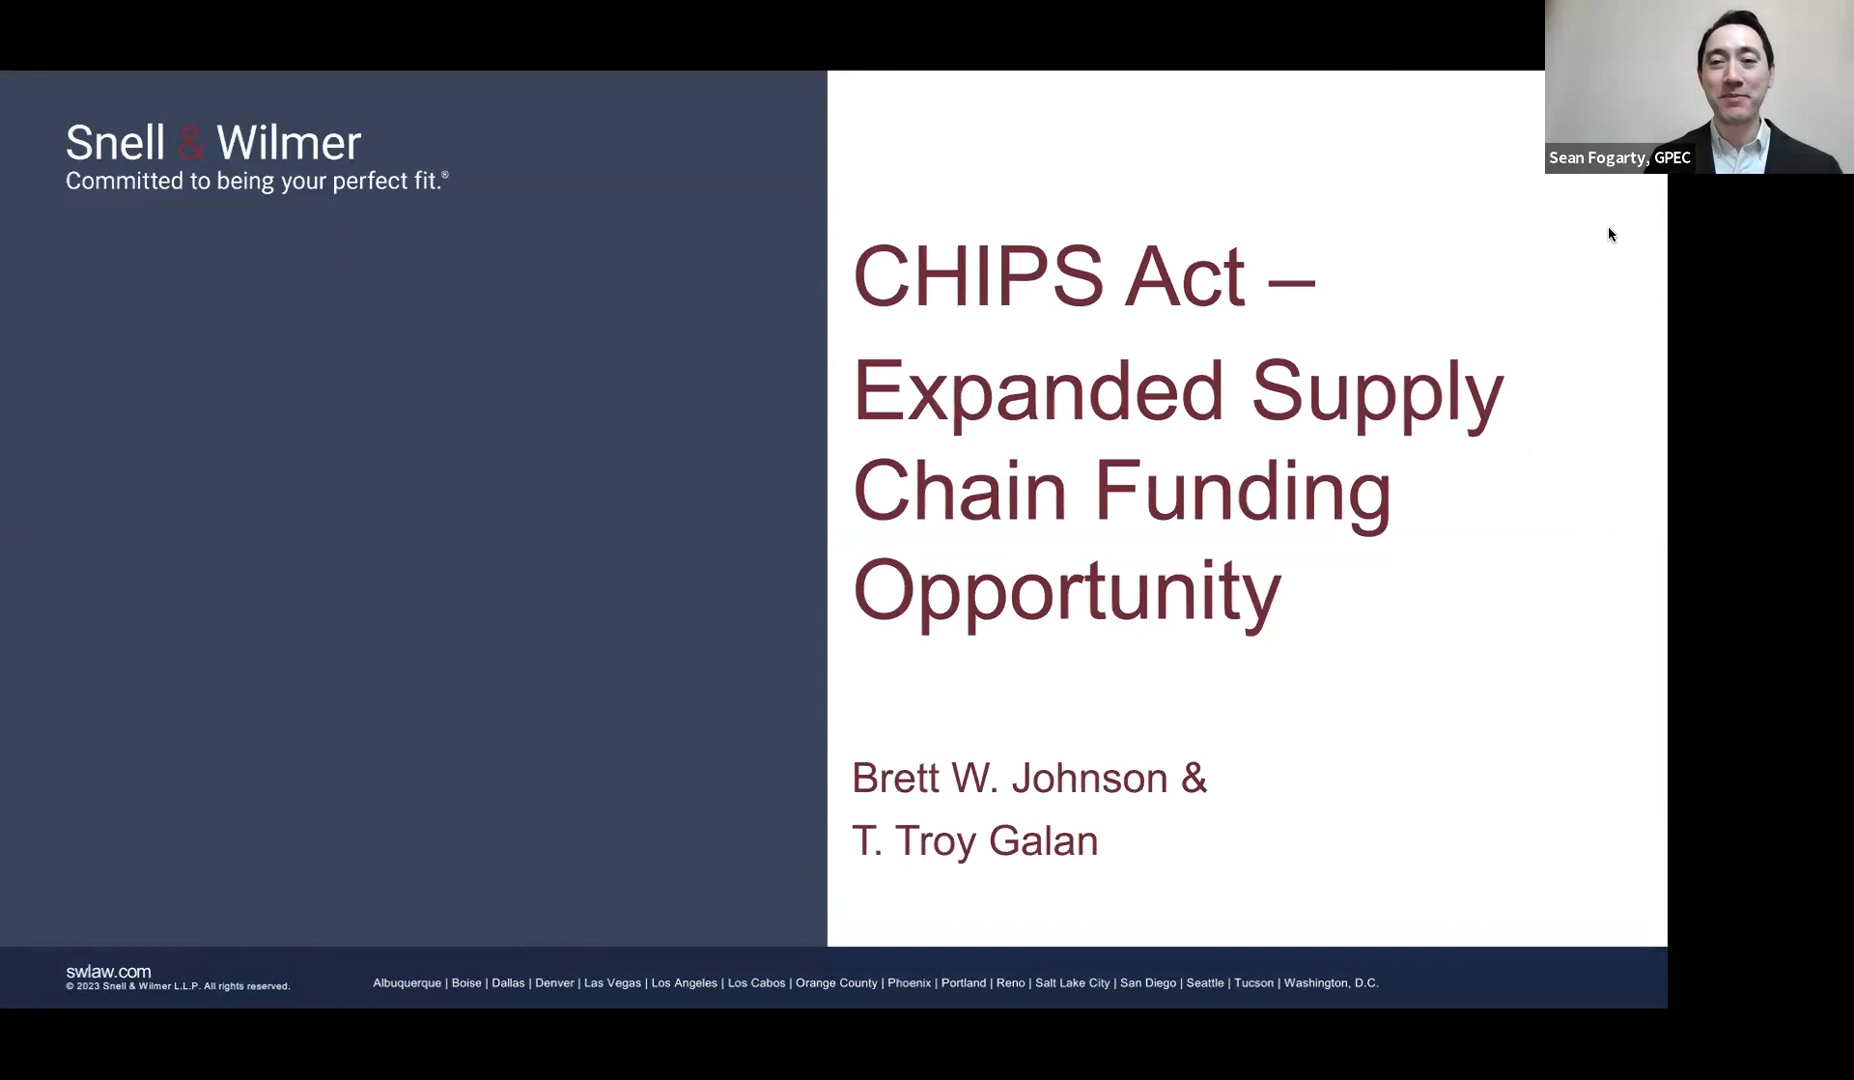 Snell & Wilmer
Committed to being your perfect fit.®
Sean Fogarty, GPEC
CHIPS Act –
Expanded Supply
Chain Funding
Opportunity
Brett W. Johnson &
T. Troy Galan
swlaw.com
© 2023 Snell & Wilmer L.L.P. All rights reserved.
Albuquerque | Boise | Dallas | Denver | Las Vegas | Los Angeles | Los Cabos | Orange County | Phoenix | Portland | Reno | Salt Lake City | San Diego | Seattle | Tucson | Washington, D.C.